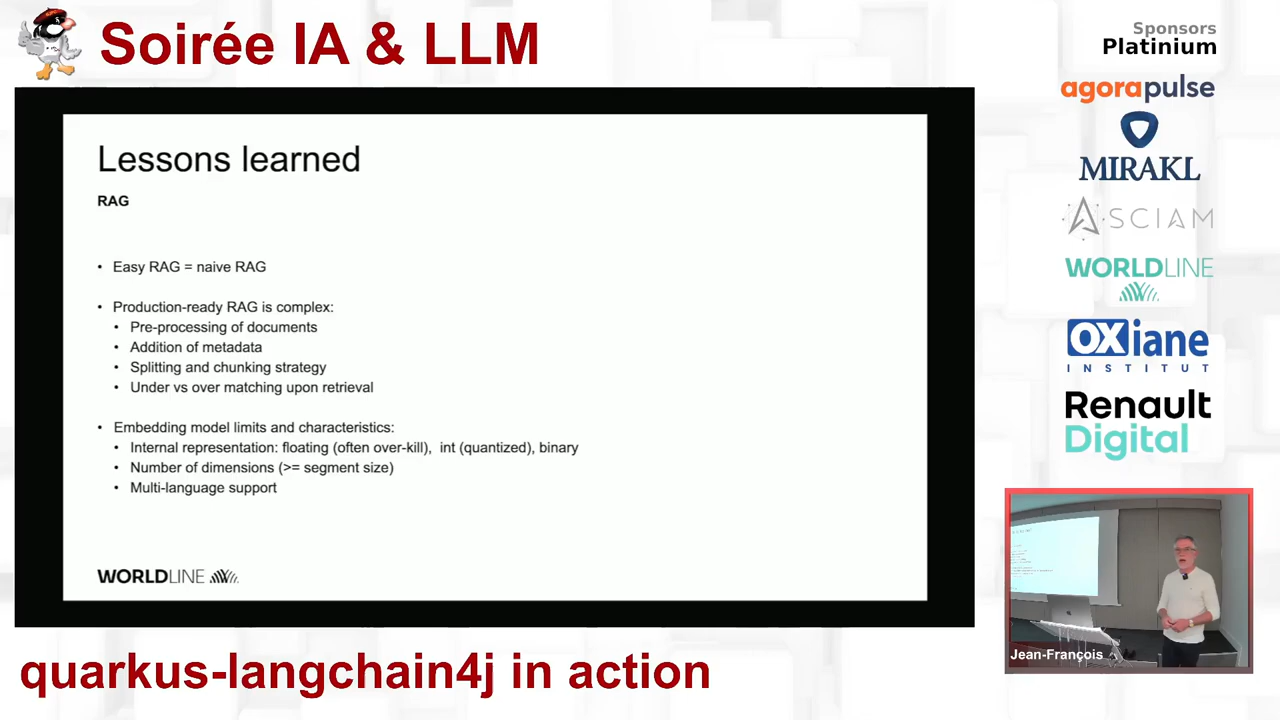 Soirée IA & LLM
Sponsors
Platinium
agorapulse
MIRAKL
ASCIAM
WORLDLINE
OXiane
INSTITUT
Renault
Digital
Lessons learned
RAG
• Easy RAG = naive RAG
• Production-ready RAG is complex:
• Pre-processing of documents
• Addition of metadata
• Splitting and chunking strategy
• Under vs over matching upon retrieval
• Embedding model limits and characteristics:
• Internal representation: floating (often over-kill), int (quantized), binary
• Number of dimensions (>= segment size)
• Multi-language support
WORLDLINE
Jean-François
quarkus-langchain4j in action